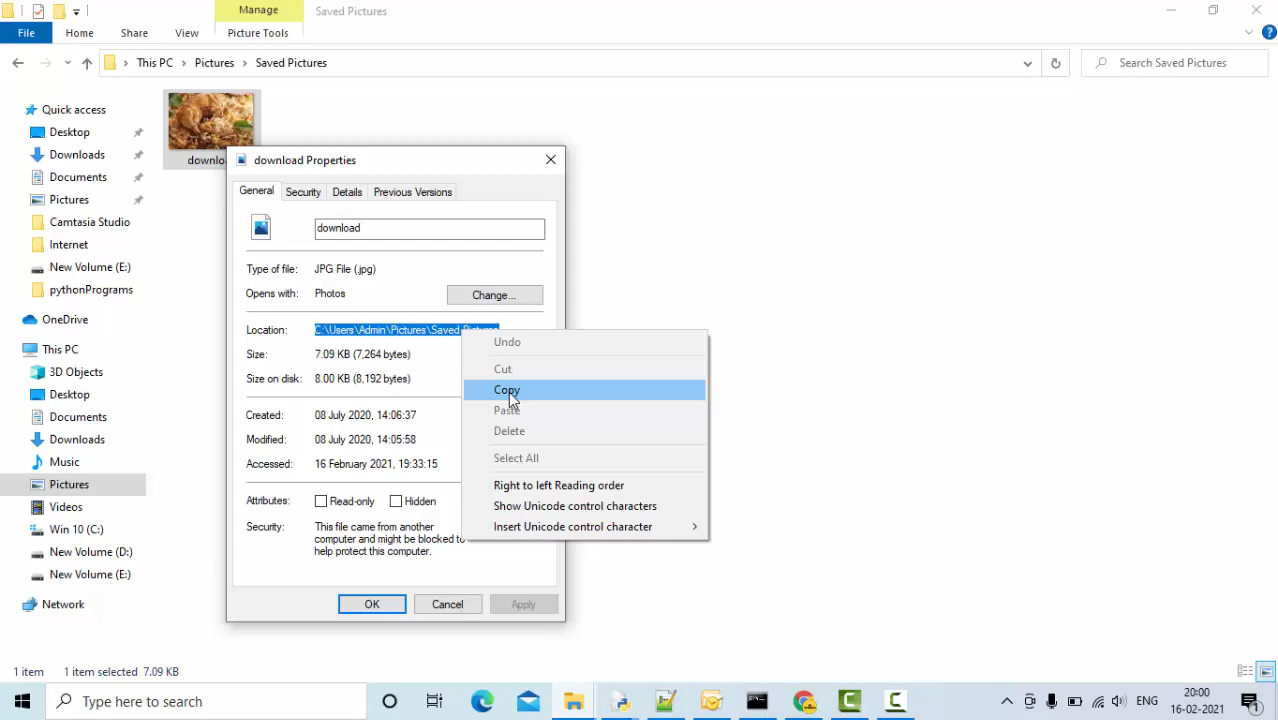 Manage
Saved Pictures
File
Home
Share
View
Picture Tools
This PC
Pictures
Saved Pictures
Search Saved Pictures
Quick access
Desktop
Downloads
Documents
Pictures
Camtasia Studio
Internet
New Volume (E:)
pythonPrograms
OneDrive
This PC
3D Objects
Desktop
Documents
Downloads
Music
Pictures
Videos
Win 10 (C:)
New Volume (D:)
New Volume (E:)
Network
downloa
download Properties
General
Security
Details
Previous Versions
download
Type of file: JPG File (.jpg)
Opens with: Photos
Change...
Location: C:\Users\Admin\Pictures\Saved Pictures
Size: 7.09 KB (7,264 bytes)
Size on disk: 8.00 KB (8,192 bytes)
Created: 08 July 2020, 14:06:37
Modified: 08 July 2020, 14:05:58
Accessed: 16 February 2021, 19:33:15
Attributes: Read-only Hidden
Security: This file came from another
computer and might be blocked to
help protect this computer.
OK
Cancel
Apply
Undo
Cut
Copy
Paste
Delete
Select All
Right to left Reading order
Show Unicode control characters
Insert Unicode control character
1 item
1 item selected 7.09 KB
Type here to search
ENG
20:00
16-02-2021
1